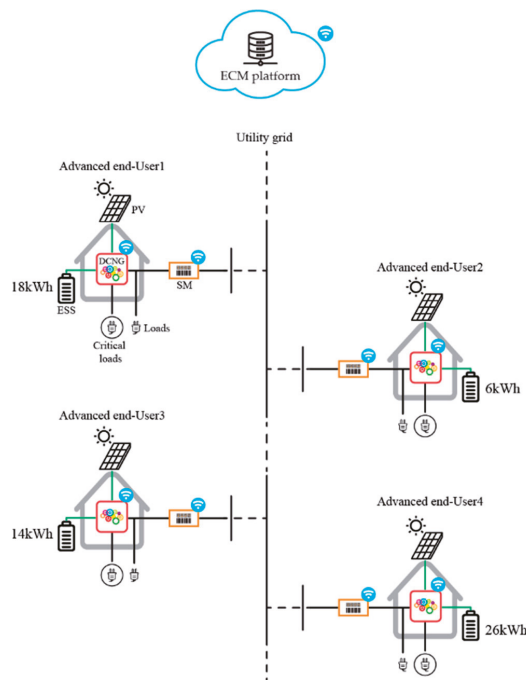 ECM platform
Utility grid
Advanced end-User1
PV
DCNG
18kWh
ESS
SM
Loads
Critical
loads
Advanced end-User2
6kWh
Advanced end-User3
14kWh
Advanced end-User4
26kWh